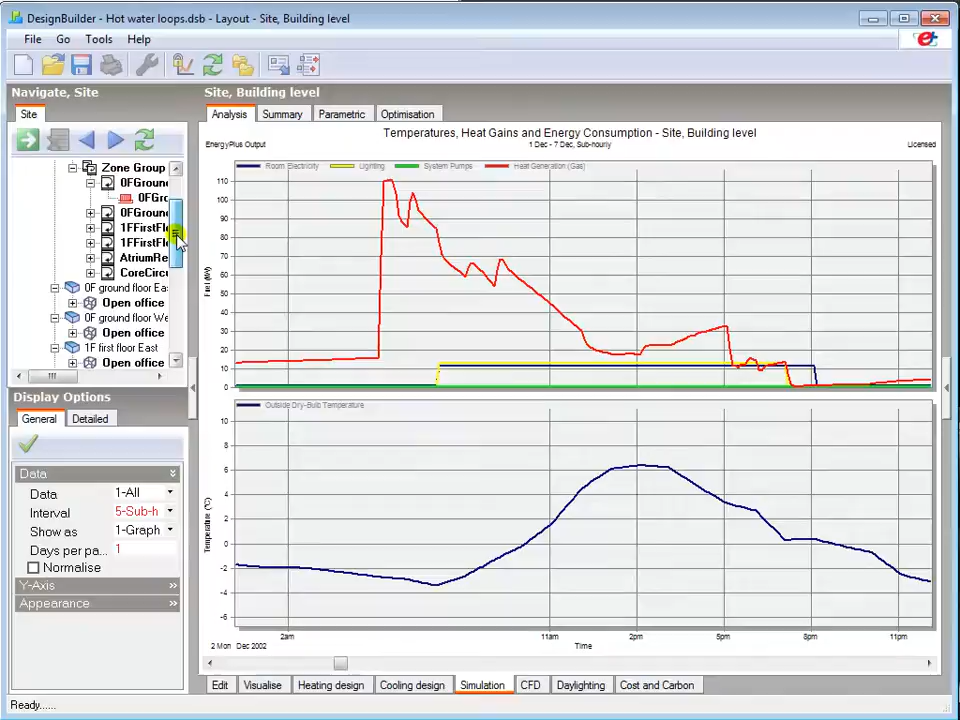 DesignBuilder - Hot water loops.dsb - Layout - Site, Building level
File Go Tools Help
Navigate, Site
Site
Zone Group
0FGround
0FGro
0FGround
1FFirstFl
1FFirstFl
AtriumRe
CoreCircu
0F ground floor Eas
Open office
0F ground floor We
Open office
1F first floor East
Open office
Display Options
General Detailed
Data
Data 1-All
Interval 5-Sub-h
Show as 1-Graph
Days per pa... 1
Normalise
Y-Axis
Appearance
Site, Building level
Analysis Summary Parametric Optimisation
Temperatures, Heat Gains and Energy Consumption - Site, Building level
EnergyPlus Output 1 Dec - 7 Dec, Sub-hourly Licensed
Room Electricity Lighting System Pumps Heat Generation (Gas)
110
100
90
80
70
60
50
40
30
20
10
0
Fuel (kW)
Outside Dry-Bulb Temperature
10
8
6
4
2
0
-2
-4
-6
Temperature (°C)
2am 11am 2pm 5pm 8pm 11pm
2 Mon Dec 2002 Time
Edit Visualise Heating design Cooling design Simulation CFD Daylighting Cost and Carbon
Ready......